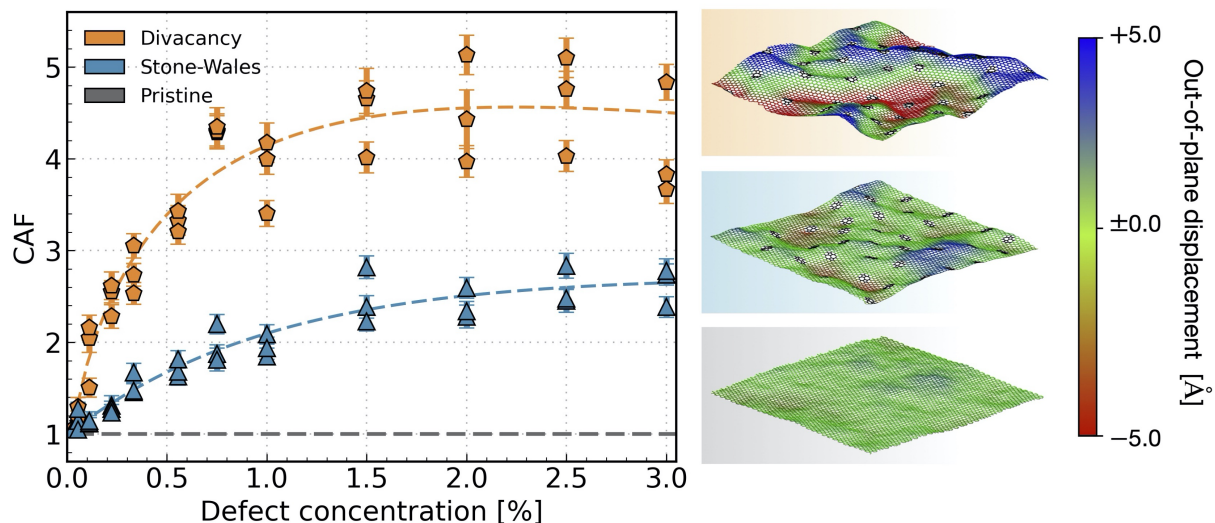 Divacancy
Stone-Wales
Pristine
CAF
5
4
3
2
1
0.0 0.5 1.0 1.5 2.0 2.5 3.0
Defect concentration [%]
+5.0
±0.0
−5.0
Out-of-plane displacement [Å]